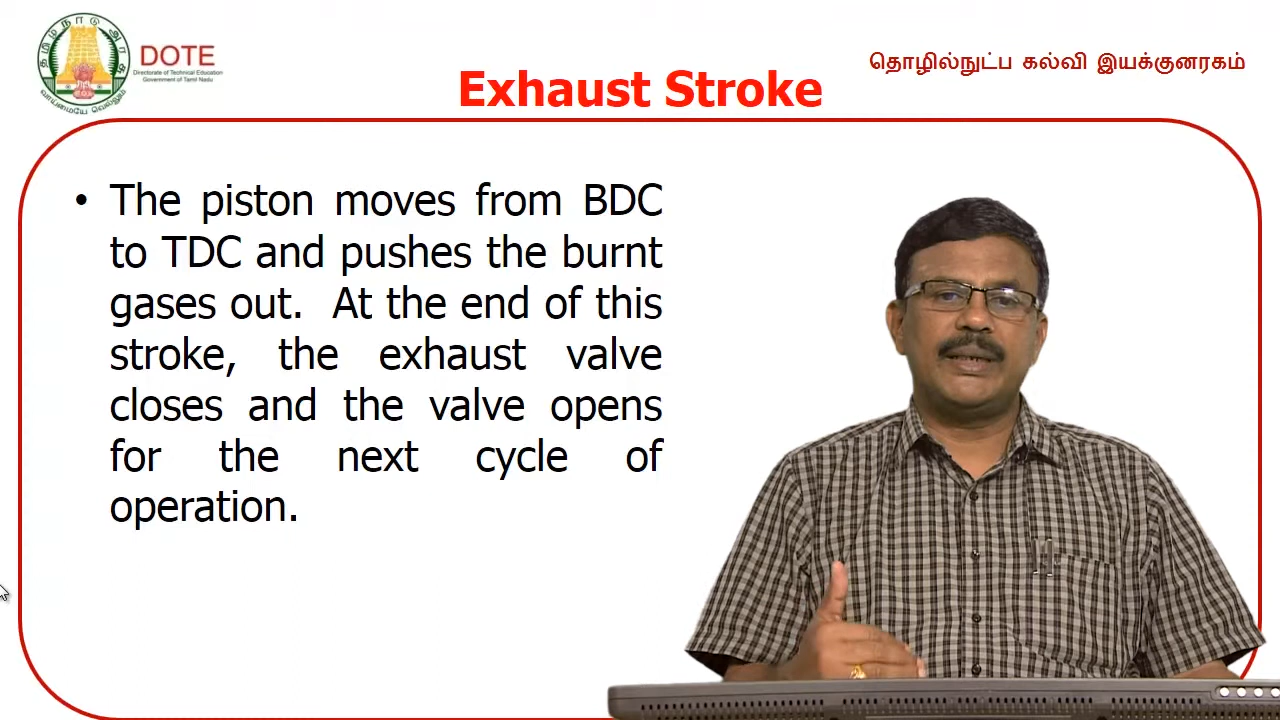 தமிழ்நாடு அரசு
வாய்மையே வெல்லும்
DOTE
Directorate of Technical Education
Government of Tamil Nadu
தொழில்நுட்ப கல்வி இயக்குனரகம்
Exhaust Stroke
• The piston moves from BDC
to TDC and pushes the burnt
gases out. At the end of this
stroke, the exhaust valve
closes and the valve opens
for the next cycle of
operation.